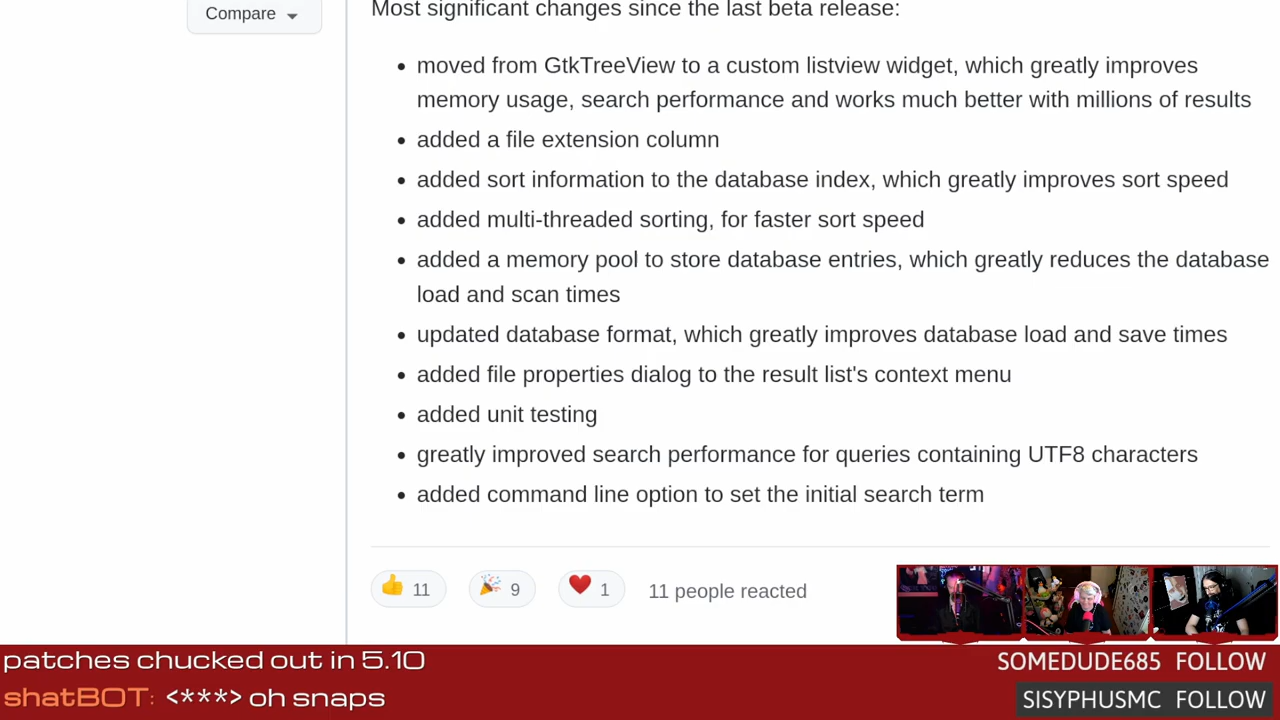 Compare
Most significant changes since the last beta release:
• moved from GtkTreeView to a custom listview widget, which greatly improves
memory usage, search performance and works much better with millions of results
• added a file extension column
• added sort information to the database index, which greatly improves sort speed
• added multi-threaded sorting, for faster sort speed
• added a memory pool to store database entries, which greatly reduces the database
load and scan times
• updated database format, which greatly improves database load and save times
• added file properties dialog to the result list's context menu
• added unit testing
• greatly improved search performance for queries containing UTF8 characters
• added command line option to set the initial search term
👍 11 🎉 9 ❤️ 1 11 people reacted
patches chucked out in 5.10
SOMEDUDE685 FOLLOW
shatBOT: <***> oh snaps
SISYPHUSMC FOLLOW